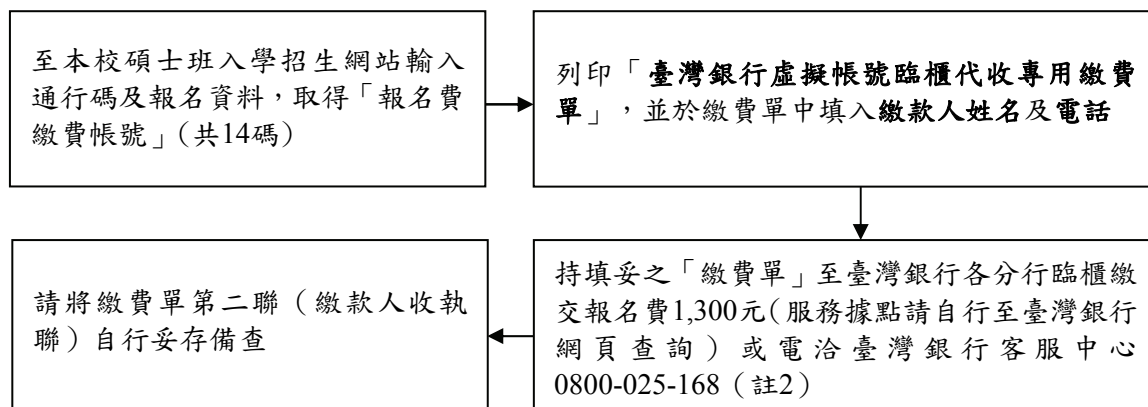 至本校碩士班入學招生網站輸入
通行碼及報名資料，取得「報名費
繳費帳號」(共14碼)
列印「臺灣銀行虛擬帳號臨櫃代收專用繳費
單」，並於繳費單中填入繳款人姓名及電話
持填妥之「繳費單」至臺灣銀行各分行臨櫃繳
交報名費1,300元(服務據點請自行至臺灣銀行
網頁查詢）或電洽臺灣銀行客服中心
0800-025-168（註2）
請將繳費單第二聯（繳款人收執
聯）自行妥存備查